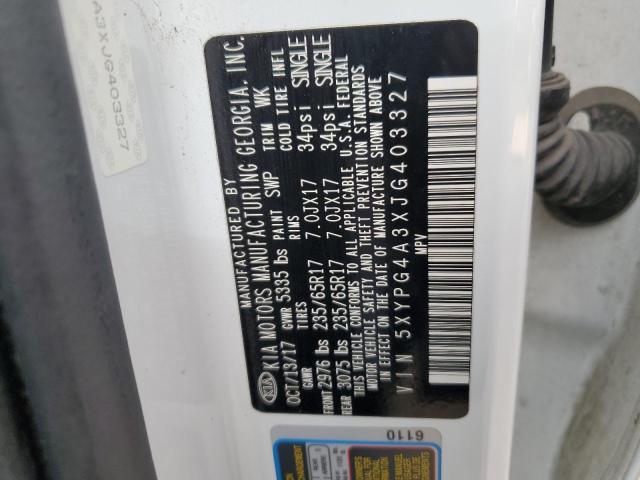 MANUFACTURED BY
KIA MOTORS MANUFACTURING GEORGIA, INC.
OCT/13/17 GVWR 5335 lbs PAINT SWP TRIM WK
GAWR TIRES RIMS COLD TIRE INFL
FRONT 2976 lbs 235/65R17 7.0JX17 34psi SINGLE
REAR 3075 lbs 235/65R17 7.0JX17 34psi SINGLE
THIS VEHICLE CONFORMS TO ALL APPLICABLE U.S.A. FEDERAL
MOTOR VEHICLE SAFETY AND THEFT PREVENTION STANDARDS
IN EFFECT ON THE DATE OF MANUFACTURE SHOWN ABOVE
VIN 5XYPG4A3XJG403327
MPV
KIA
A3XJG403327
6110